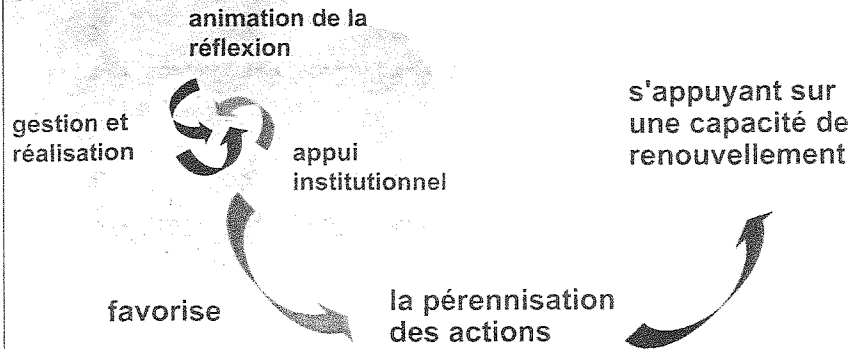 animation de la
réflexion
gestion et
réalisation
appui
institutionnel
favorise
la pérennisation
des actions
s'appuyant sur
une capacité de
renouvellement